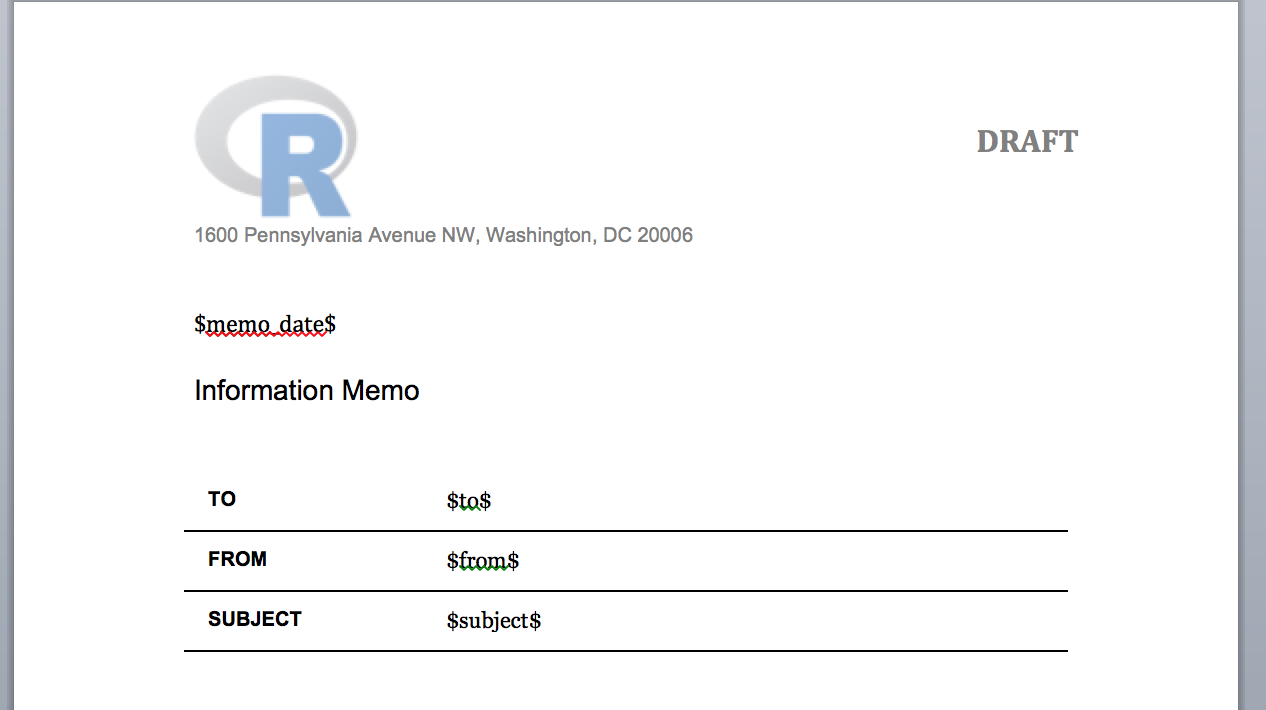 R
DRAFT
1600 Pennsylvania Avenue NW, Washington, DC 20006
$memo_date$
Information Memo
TO $to$
FROM $from$
SUBJECT $subject$